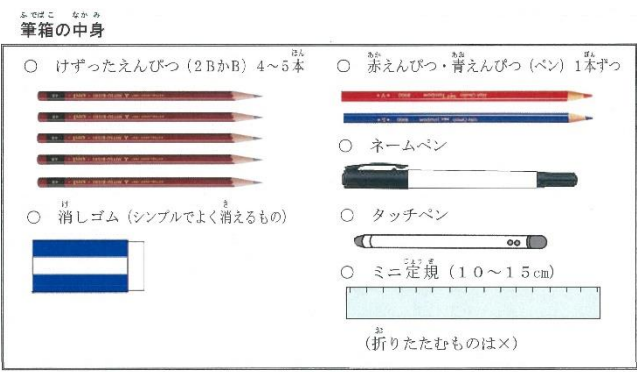 筆箱の中身
○ けずったえんぴつ（２ＢかＢ）４～５本
○ 消しゴム（シンプルでよく消えるもの）
○ 赤えんぴつ・青えんぴつ（ペン）１本ずつ
○ ネームペン
○ タッチペン
○ ミニ定規（１０～１５㎝）
（折りたたむものは×）